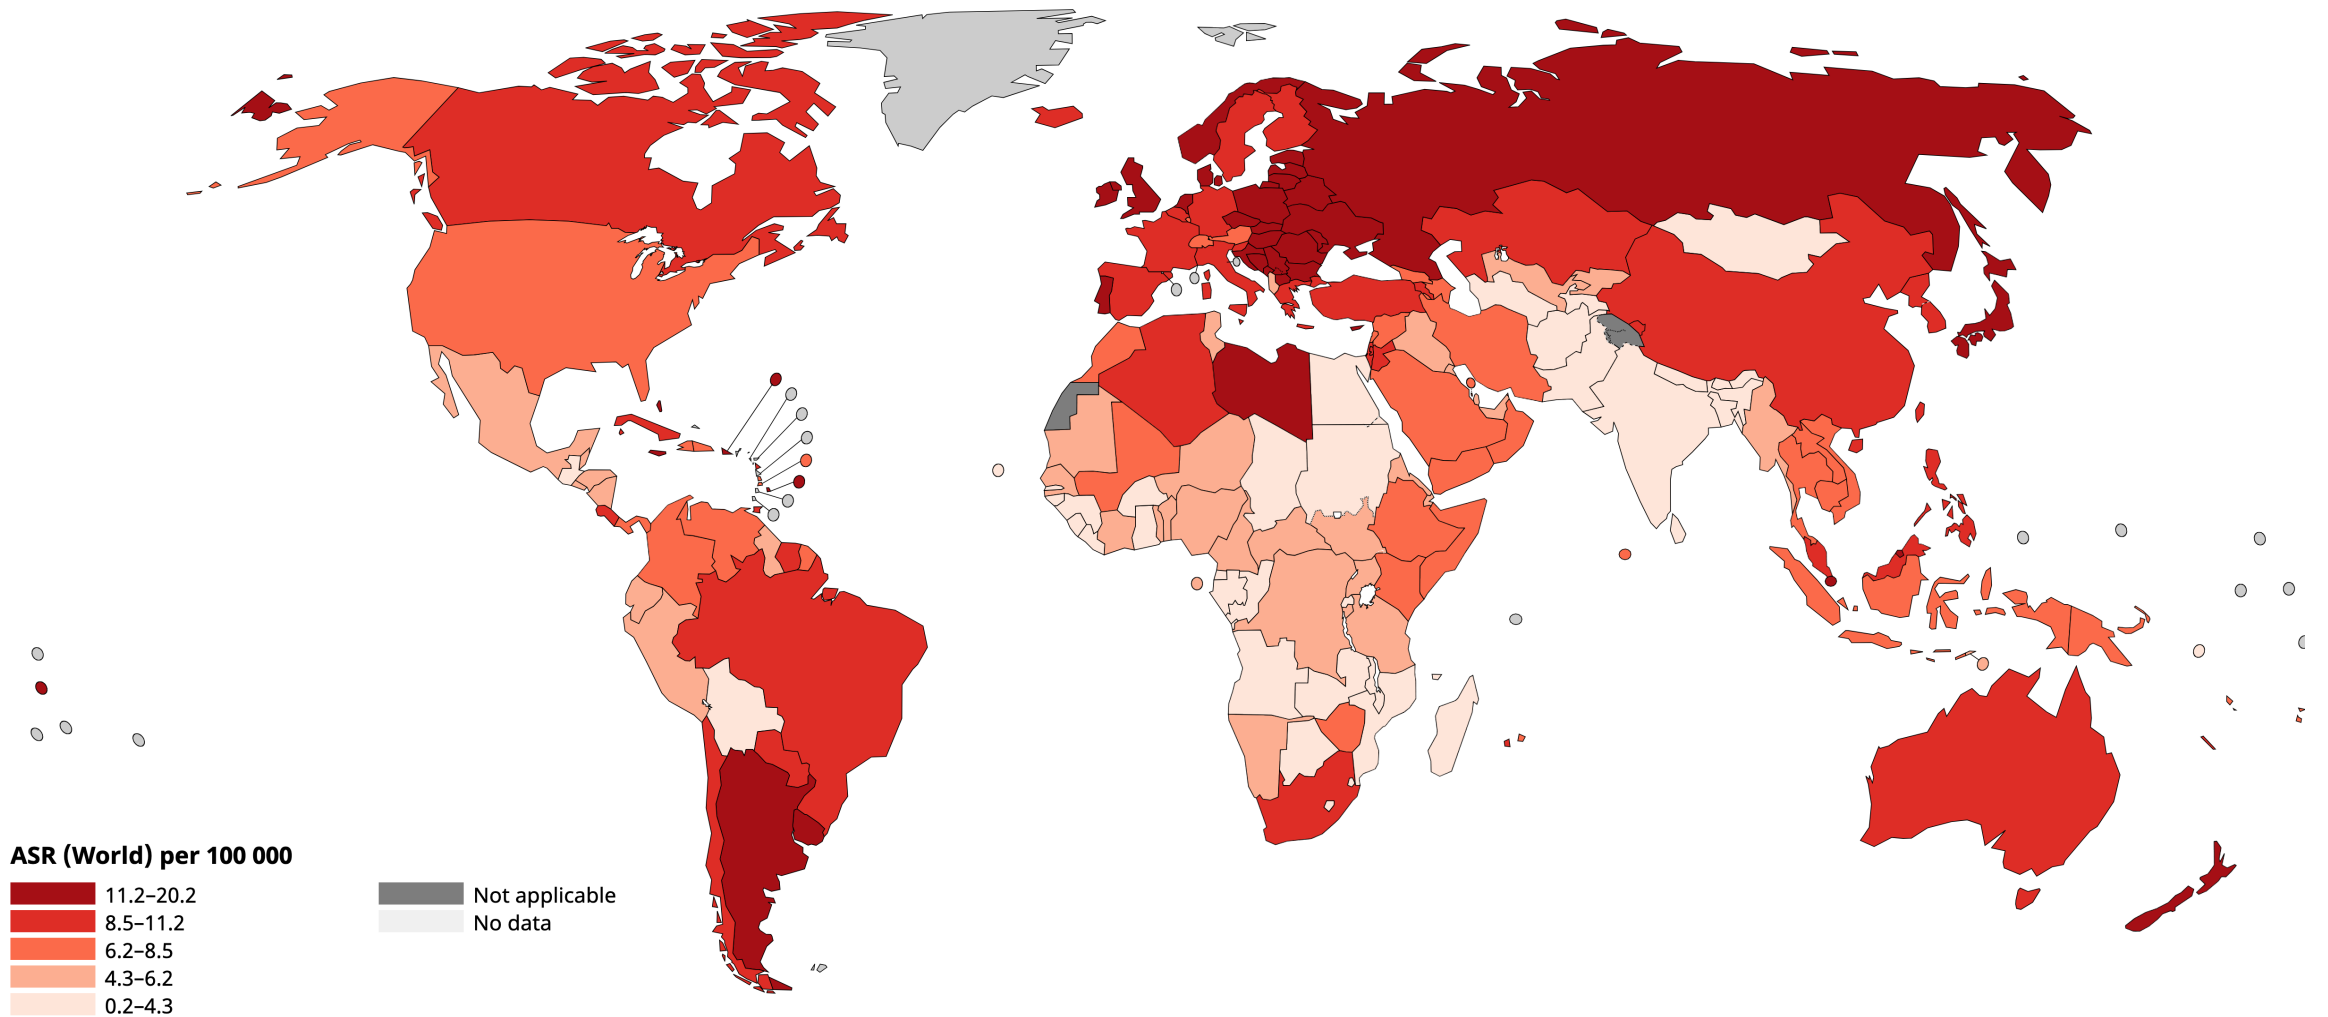 ASR (World) per 100 000
11.2–20.2
8.5–11.2
6.2–8.5
4.3–6.2
0.2–4.3
Not applicable
No data